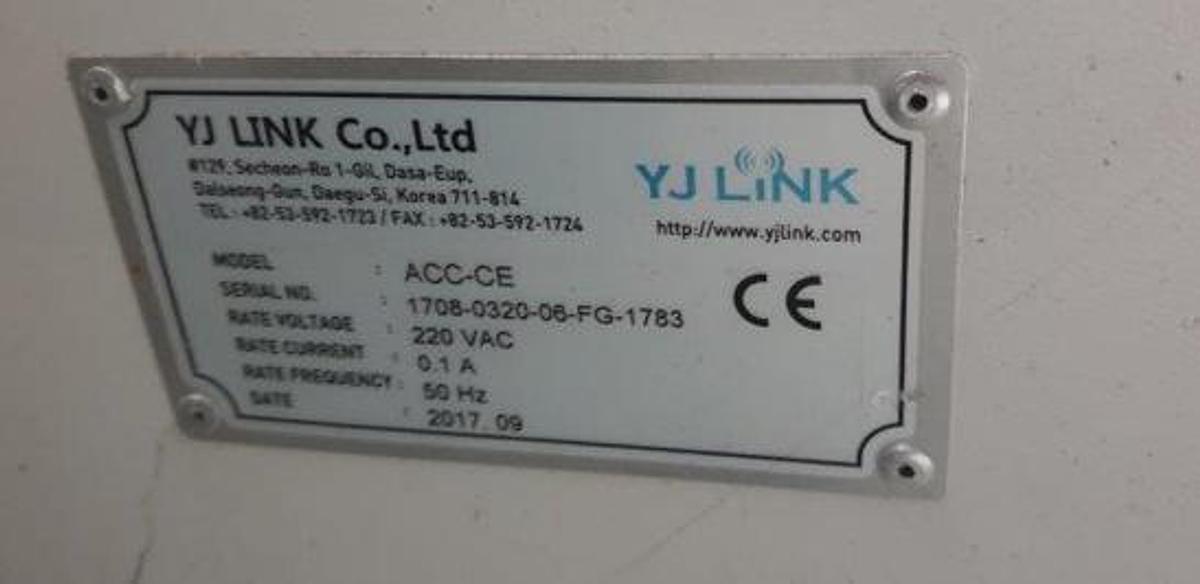 YJ LINK Co.,Ltd
#129, Secheon-Ro 1-Gil, Dasa-Eup,
Dalseong-Gun, Daegu-Si, Korea 711-814
TEL : +82-53-592-1723 / FAX : +82-53-592-1724
YJ LiNK
http://www.yjlink.com
MODEL : ACC-CE
SERIAL NO. : 1708-0320-06-FG-1783
RATE VOLTAGE : 220 VAC
RATE CURRENT : 0.1 A
RATE FREQUENCY : 50 Hz
DATE : 2017. 09
CE